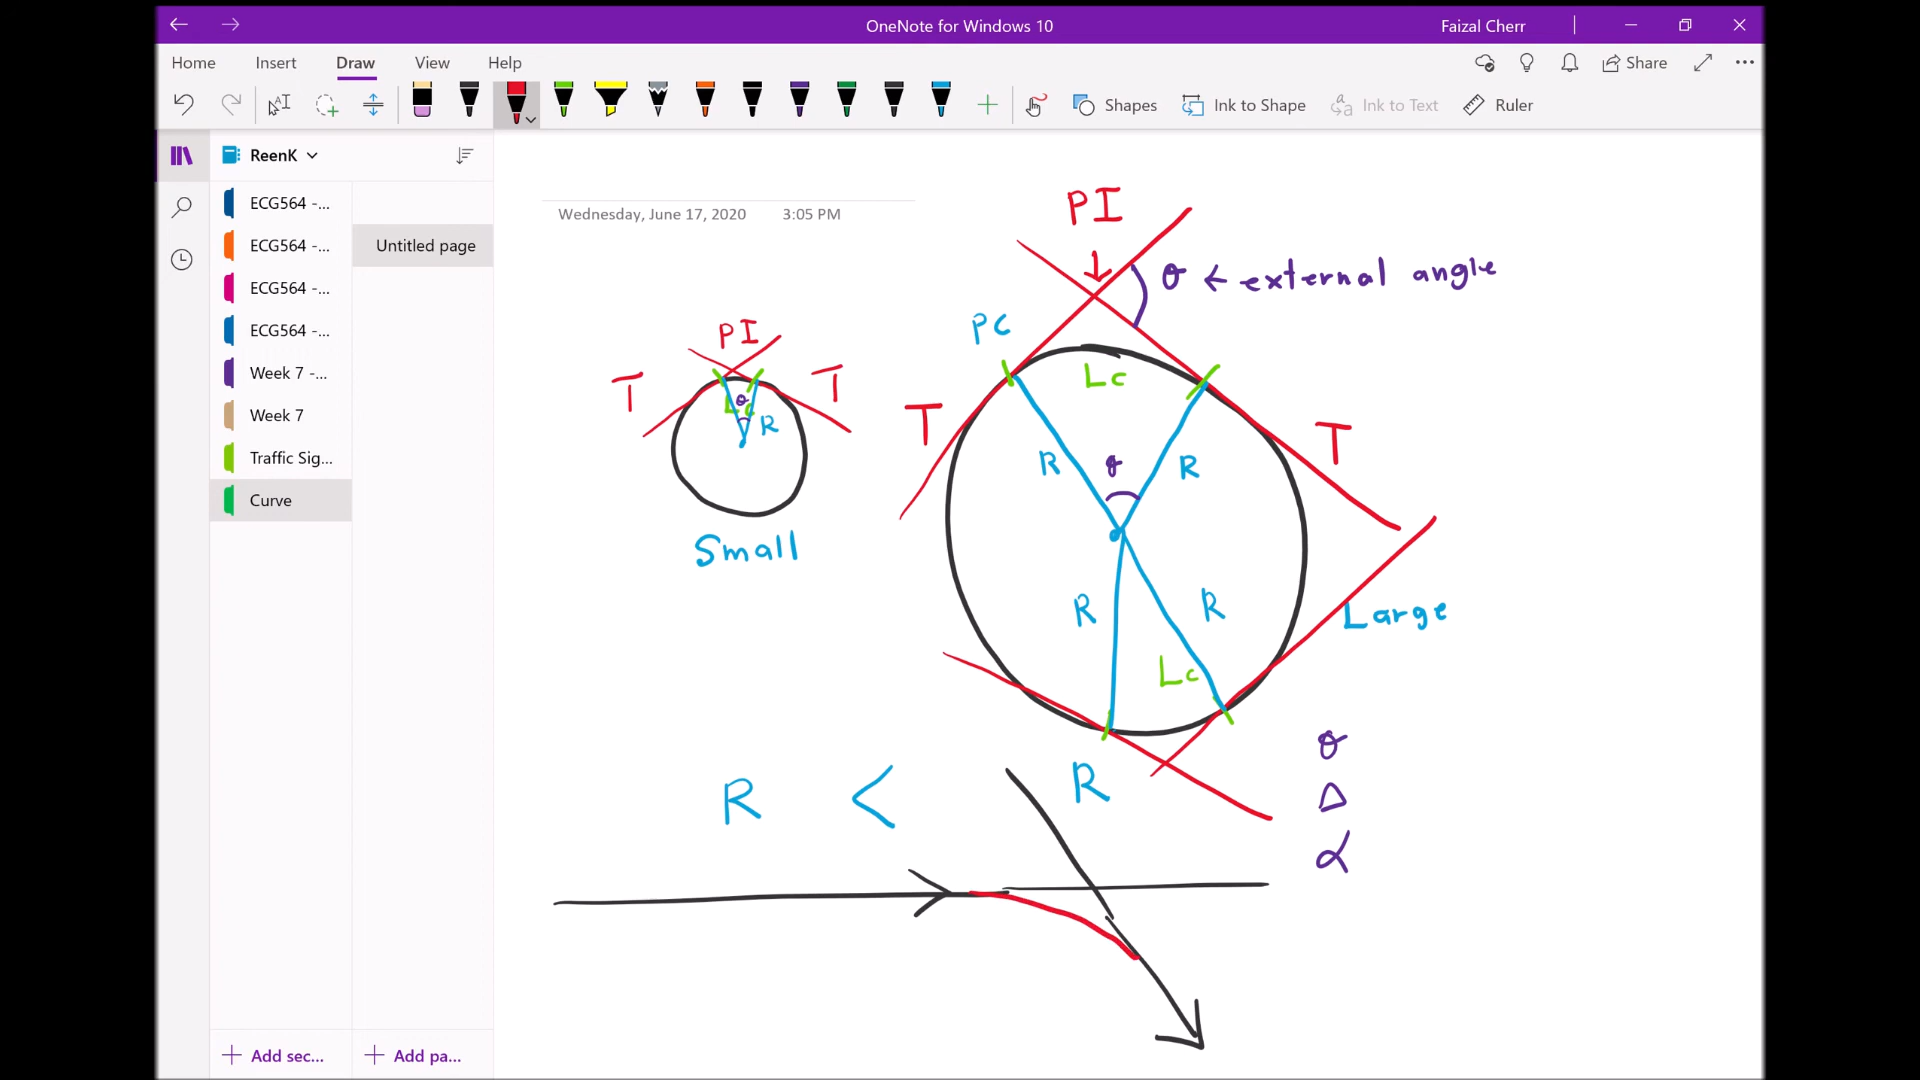 OneNote for Windows 10
Faizal Cherr
Home Insert Draw View Help
Share
Shapes Ink to Shape Ink to Text Ruler
ReenK
ECG564 -...
ECG564 -...
ECG564 -...
ECG564 -...
Week 7 -...
Week 7
Traffic Sig...
Curve
Untitled page
Add sec...
Add pa...
Wednesday, June 17, 2020 3:05 PM
PI
θ ← external angle
PC
PI
T
T
Lc
θ
R
Small
Lc
T
T
R
θ
R
R
R
Lc
Large
R < R
θ
Δ
α